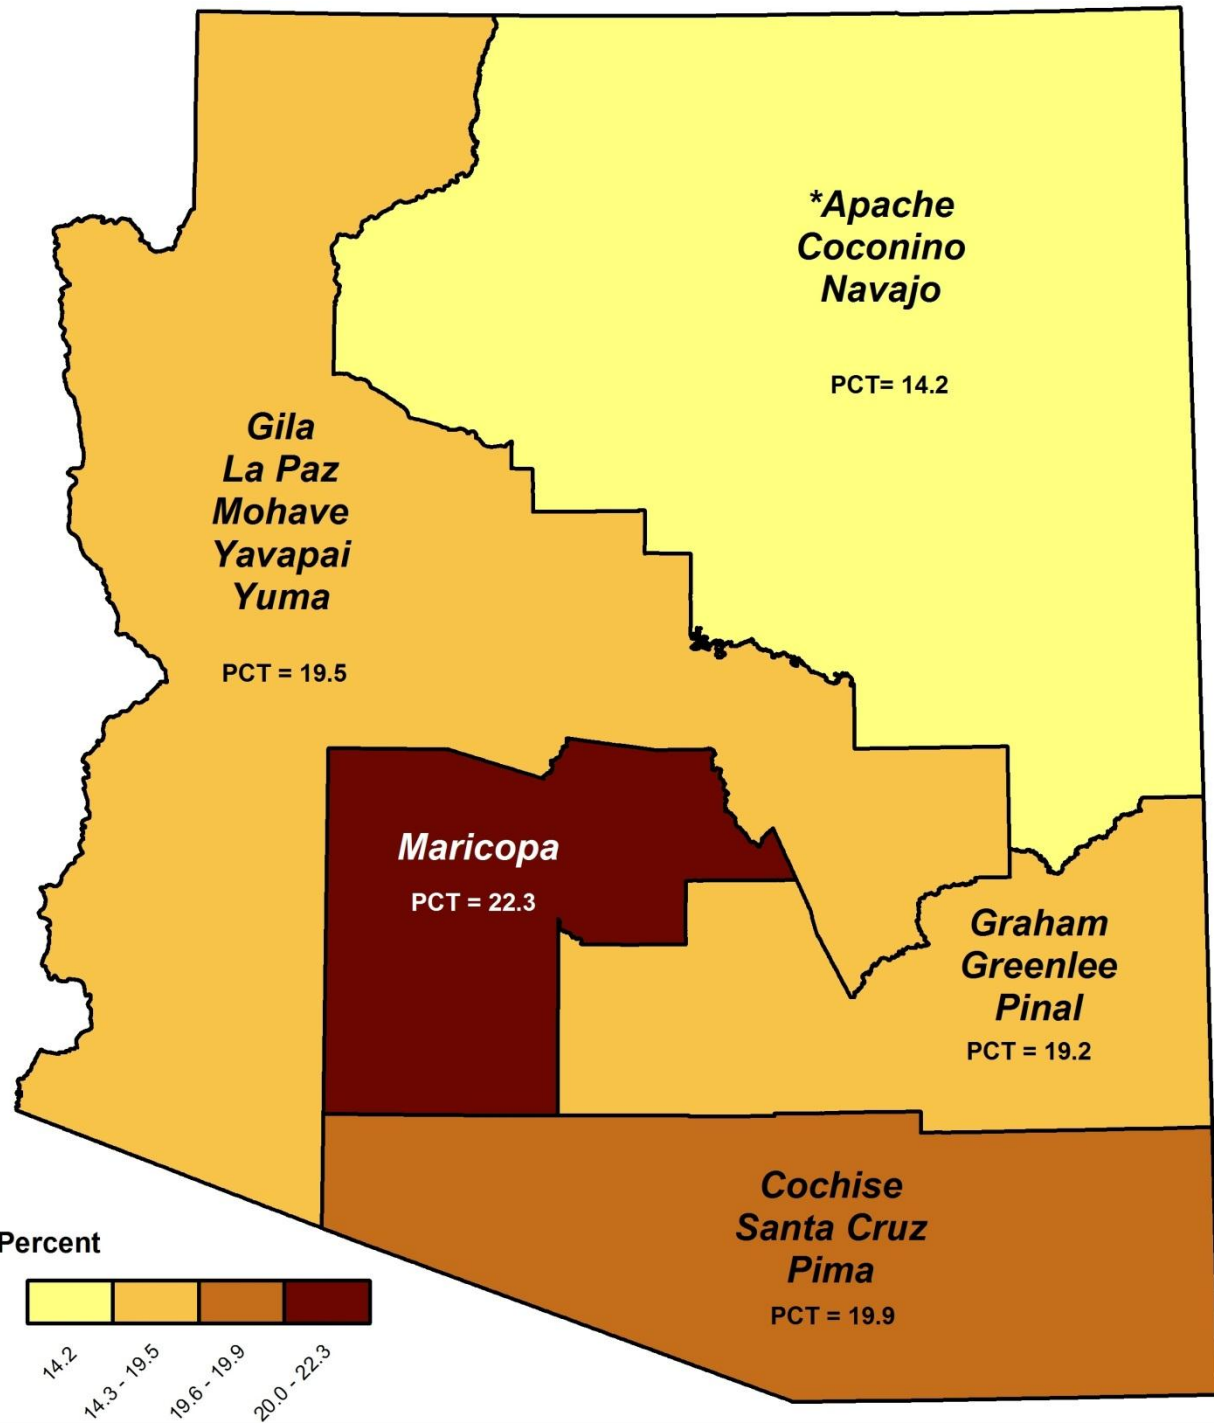 *Apache
Coconino
Navajo
PCT= 14.2
Gila
La Paz
Mohave
Yavapai
Yuma
PCT = 19.5
Maricopa
PCT = 22.3
Graham
Greenlee
Pinal
PCT = 19.2
Cochise
Santa Cruz
Pima
PCT = 19.9
Percent
14.2
14.3 - 19.5
19.6 - 19.9
20.0 - 22.3